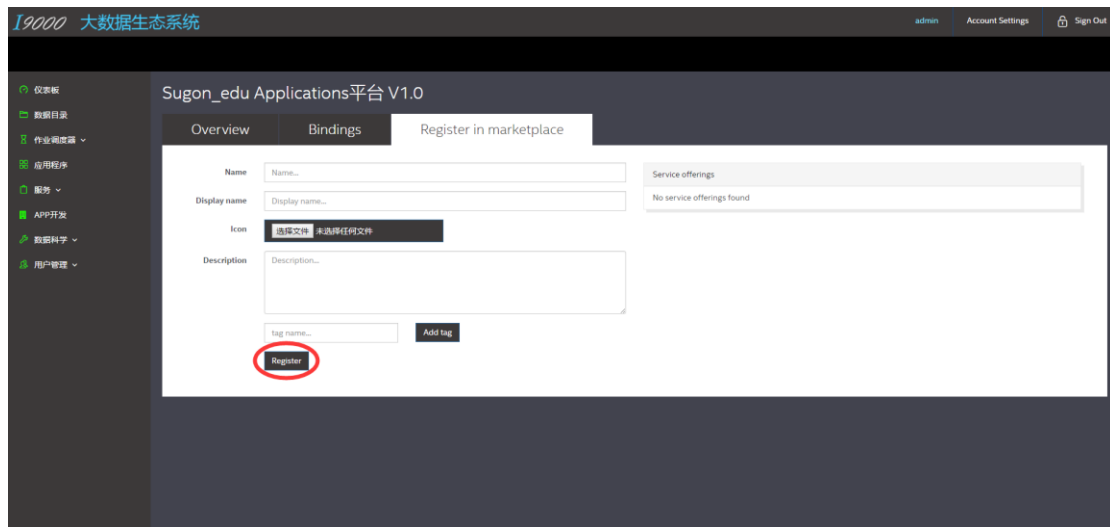 I9000 大数据生态系统
admin
Account Settings
Sign Out
仪表板
数据目录
作业调度器
应用程序
服务
APP开发
数据科学
用户管理
Sugon_edu Applications平台 V1.0
Overview
Bindings
Register in marketplace
Name
Name...
Display name
Display name...
Icon
选择文件 未选择任何文件
Description
Description...
tag name...
Add tag
Register
Service offerings
No service offerings found